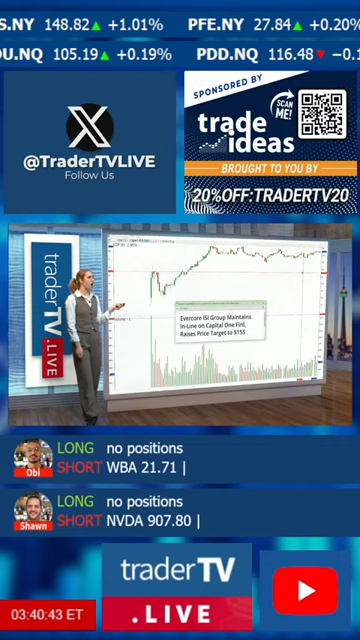 S.NY 148.82 +1.01% PFE.NY 27.84 +0.20%
DU.NQ 105.19 +0.19% PDD.NQ 116.48 -0.1
@TraderTVLIVE
Follow Us
SPONSORED BY
SCAN ME!
trade ideas
BROUGHT TO YOU BY
20%OFF:TRADERTV20
traderTV
.LIVE
Evercore ISI Group Maintains
In-Line on Capital One Finl,
Raises Price Target to $155
LONG no positions
SHORT WBA 21.71 |
Obi
LONG no positions
SHORT NVDA 907.80 |
Shawn
traderTV
.LIVE
03:40:43 ET